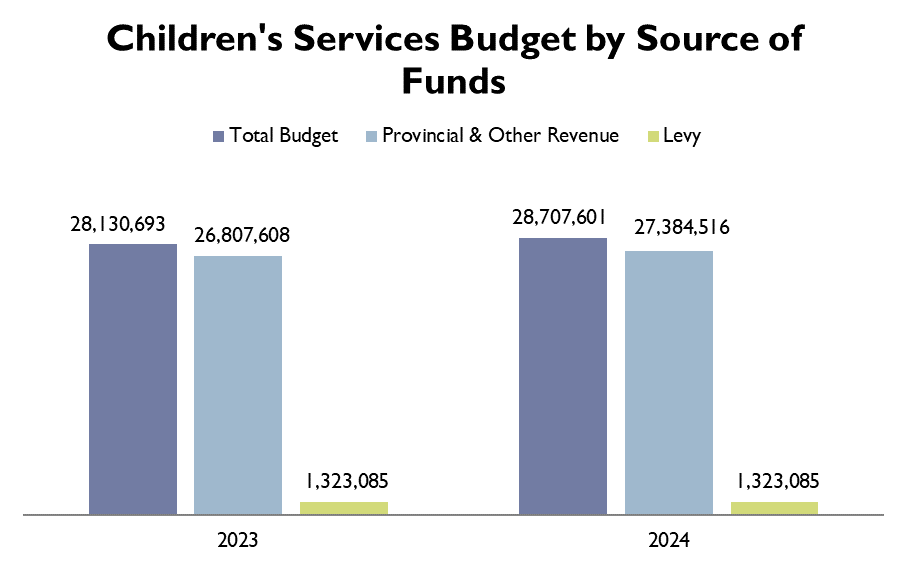 Children's Services Budget by Source of
Funds
Total Budget Provincial & Other Revenue Levy
28,130,693 26,807,608 1,323,085
28,707,601 27,384,516 1,323,085
2023 2024